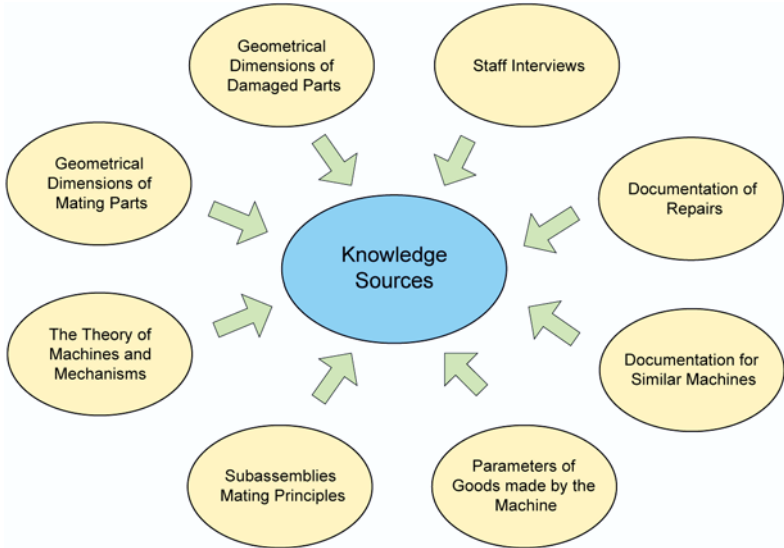 Geometrical
Dimensions of
Damaged Parts
Staff Interviews
Geometrical
Dimensions of
Mating Parts
Documentation of
Repairs
Knowledge
Sources
The Theory of
Machines and
Mechanisms
Documentation for
Similar Machines
Subassemblies
Mating Principles
Parameters of
Goods made by the
Machine